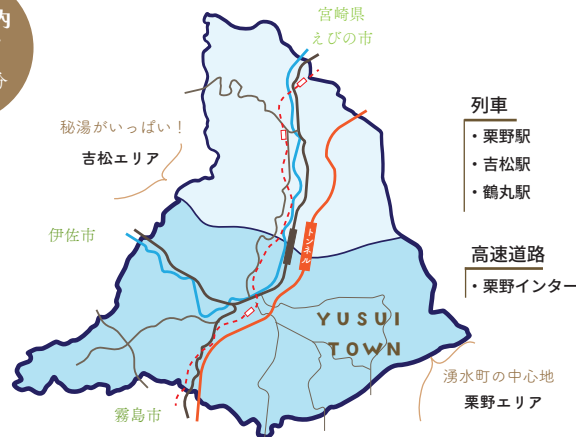 内
分
宮崎県
えびの市
秘湯がいっぱい！
吉松エリア
列車
・栗野駅
・吉松駅
・鶴丸駅
伊佐市
トンネル
高速道路
・栗野インター
YUSUI
TOWN
湧水町の中心地
栗野エリア
霧島市